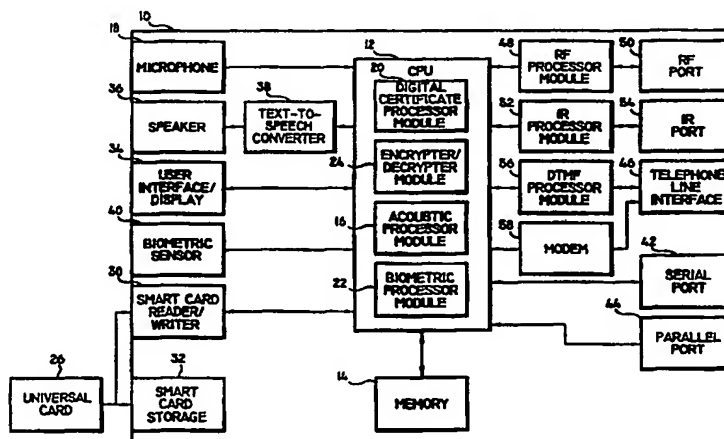 10
18
MICROPHONE
36
SPEAKER
38
TEXT-TO-
SPEECH
CONVERTER
34
USER
INTERFACE/
DISPLAY
40
BIOMETRIC
SENSOR
30
SMART CARD
READER/
WRITER
26
UNIVERSAL
CARD
32
SMART
CARD
STORAGE
12
CPU
20
DIGITAL
CERTIFICATE
PROCESSOR
MODULE
24
ENCRYPTER/
DECRYPTER
MODULE
16
ACOUSTIC
PROCESSOR
MODULE
22
BIOMETRIC
PROCESSOR
MODULE
14
MEMORY
48
RF
PROCESSOR
MODULE
50
RF
PORT
52
IR
PROCESSOR
MODULE
54
IR
PORT
56
DTMF
PROCESSOR
MODULE
46
TELEPHONE
LINE
INTERFACE
58
MODEM
42
SERIAL
PORT
44
PARALLEL
PORT